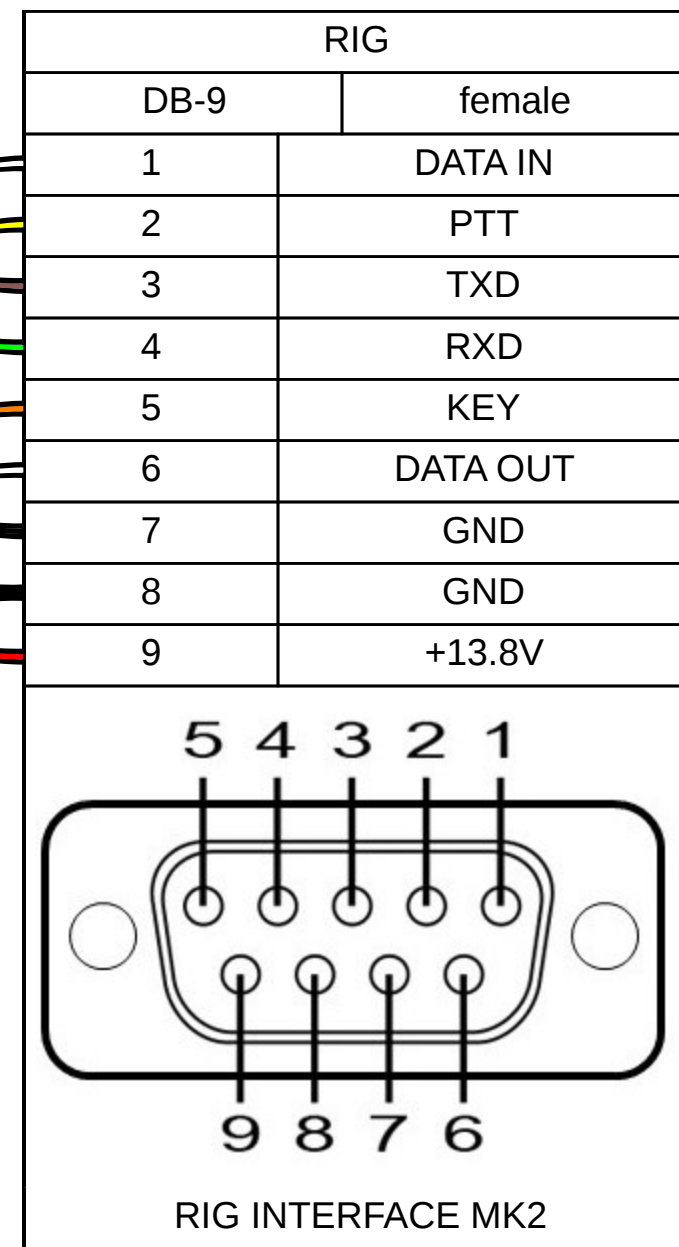 RIG
DB-9 female
1 DATA IN
2 PTT
3 TXD
4 RXD
5 KEY
6 DATA OUT
7 GND
8 GND
9 +13.8V
5 4 3 2 1
9 8 7 6
RIG INTERFACE MK2